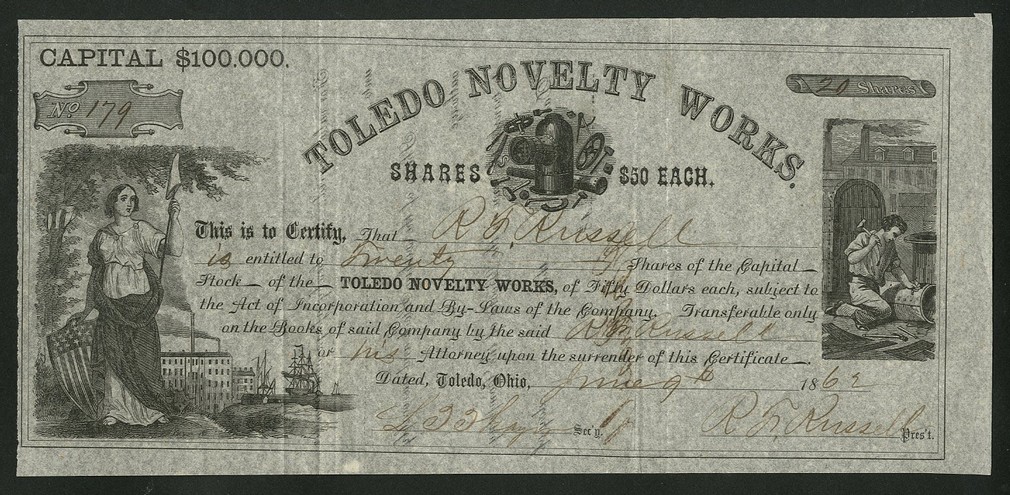 CAPITAL $100.000.
No 179
TOLEDO NOVELTY WORKS.
20 Shares
SHARES $50 EACH.
This is to Certify, That R. F. Russell
is entitled to Twenty Shares of the Capital
Stock of the TOLEDO NOVELTY WORKS, of Fifty Dollars each, subject to
the Act of Incorporation and By-Laws of the Company. Transferable only
on the Books of said Company by the said R. F. Russell
or his Attorney upon the surrender of this Certificate.
Dated, Toledo, Ohio, June 9th 1862
Sec'y. R. F. Russell Pres't.